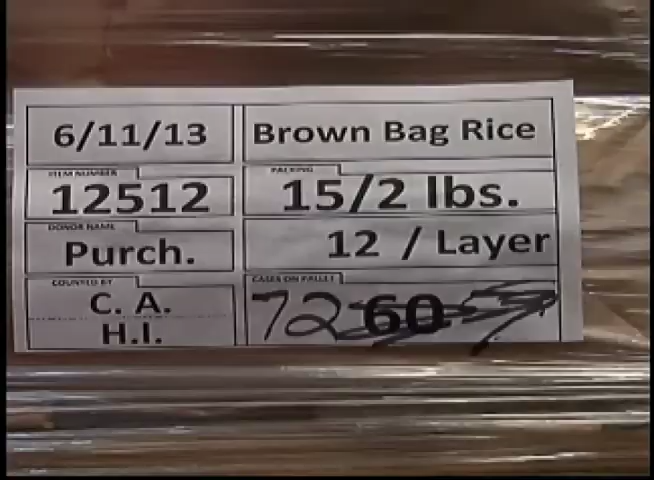 6/11/13
Brown Bag Rice
ITEM NUMBER
12512
PACKING
15/2 lbs.
DONOR NAME
Purch.
12 / Layer
COUNTED BY
C. A.
H.I.
CASES ON PALLET
72 60